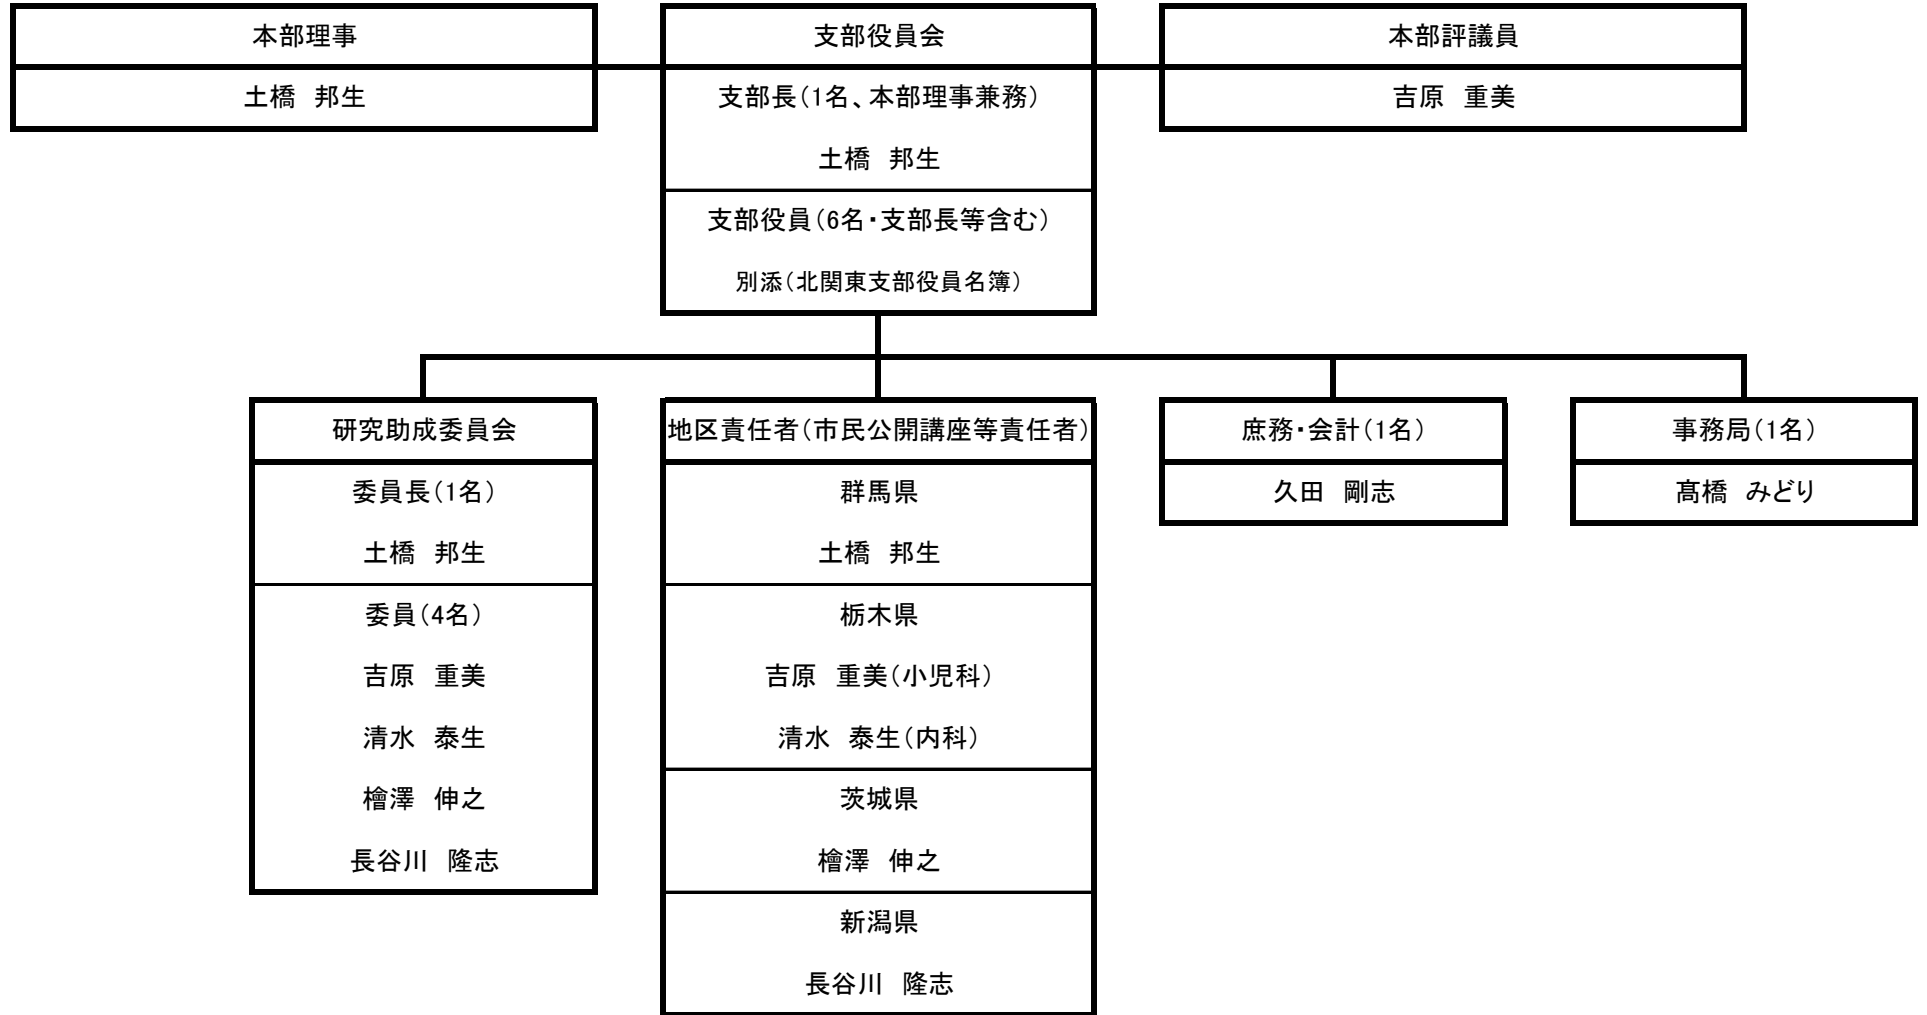 本部理事
土橋　邦生
支部役員会
支部長（1名、本部理事兼務）
土橋　邦生
支部役員（6名・支部長等含む）
別添（北関東支部役員名簿）
本部評議員
吉原　重美
研究助成委員会
委員長（1名）
土橋　邦生
委員（4名）
吉原　重美
清水　泰生
檜澤　伸之
長谷川　隆志
地区責任者（市民公開講座等責任者）
群馬県
土橋　邦生
栃木県
吉原　重美（小児科）
清水　泰生（内科）
茨城県
檜澤　伸之
新潟県
長谷川　隆志
庶務・会計（1名）
久田　剛志
事務局（1名）
髙橋　みどり